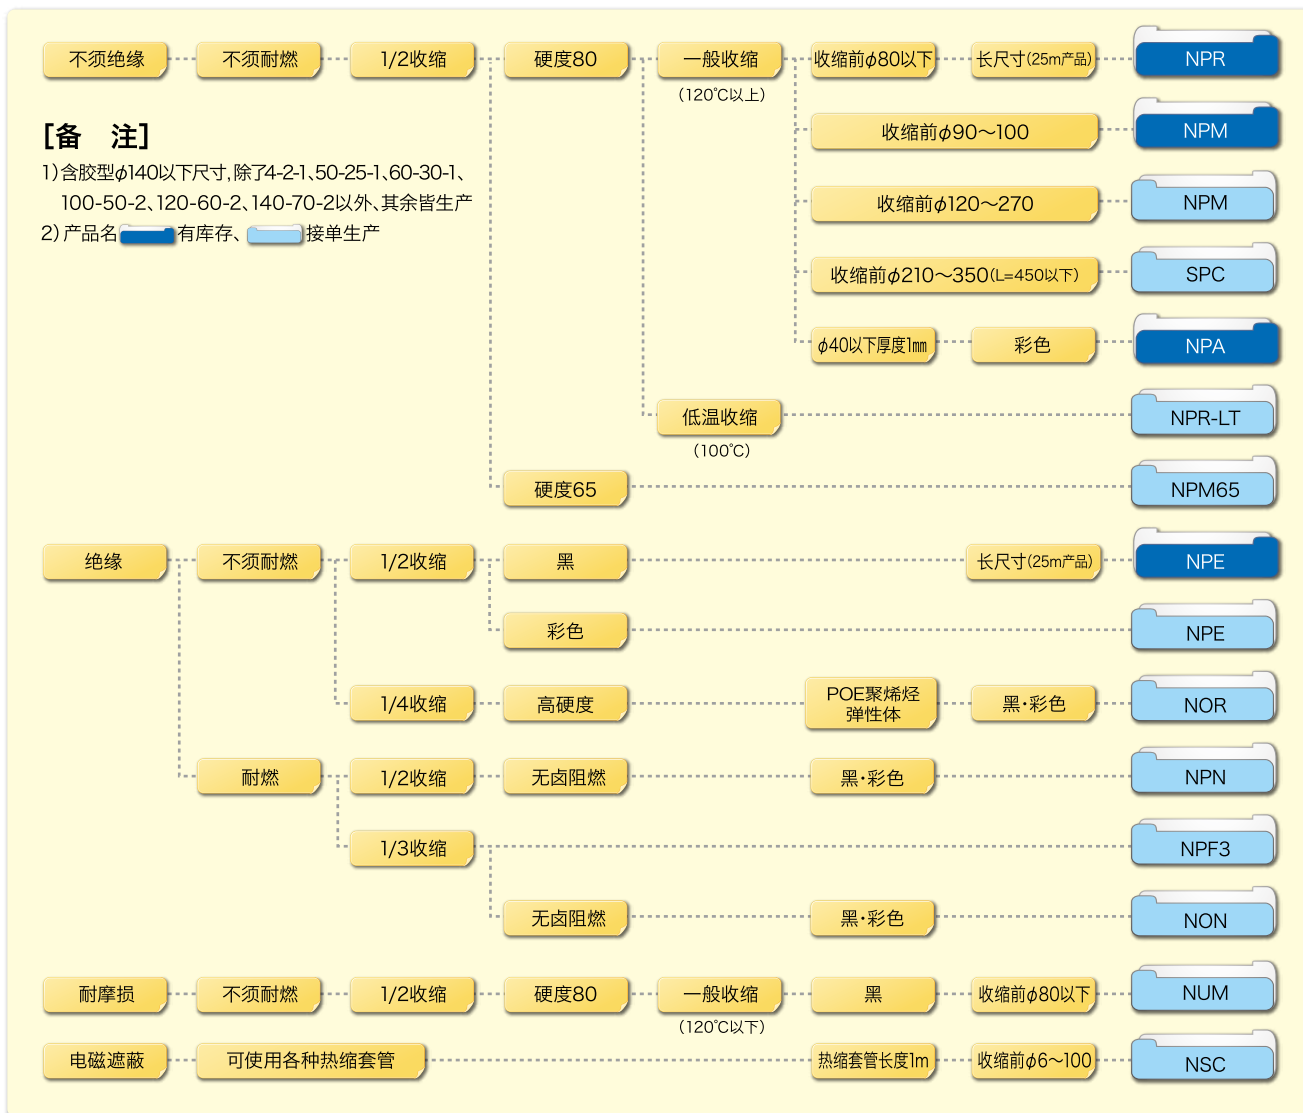 不须绝缘 不须耐燃 1/2收缩 硬度80 一般收缩 收缩前φ80以下 长尺寸(25m产品) NPR
(120℃以上)
[备 注]
收缩前φ90～100 NPM
1)含胶型φ140以下尺寸,除了4-2-1、50-25-1、60-30-1、
100-50-2、120-60-2、140-70-2以外、其余皆生产
收缩前φ120～270 NPM
2)产品名 有库存、 接单生产
收缩前φ210～350(L=450以下) SPC
φ40以下厚度1mm 彩色 NPA
低温收缩 NPR-LT
(100℃)
硬度65 NPM65
绝缘 不须耐燃 1/2收缩 黑 长尺寸(25m产品) NPE
彩色 NPE
1/4收缩 高硬度 POE聚烯烃 黑·彩色 NOR
弹性体
耐燃 1/2收缩 无卤阻燃 黑·彩色 NPN
1/3收缩 NPF3
无卤阻燃 黑·彩色 NON
耐摩损 不须耐燃 1/2收缩 硬度80 一般收缩 黑 收缩前φ80以下 NUM
(120℃以下)
电磁遮蔽 可使用各种热缩套管 热缩套管长度1m 收缩前φ6～100 NSC